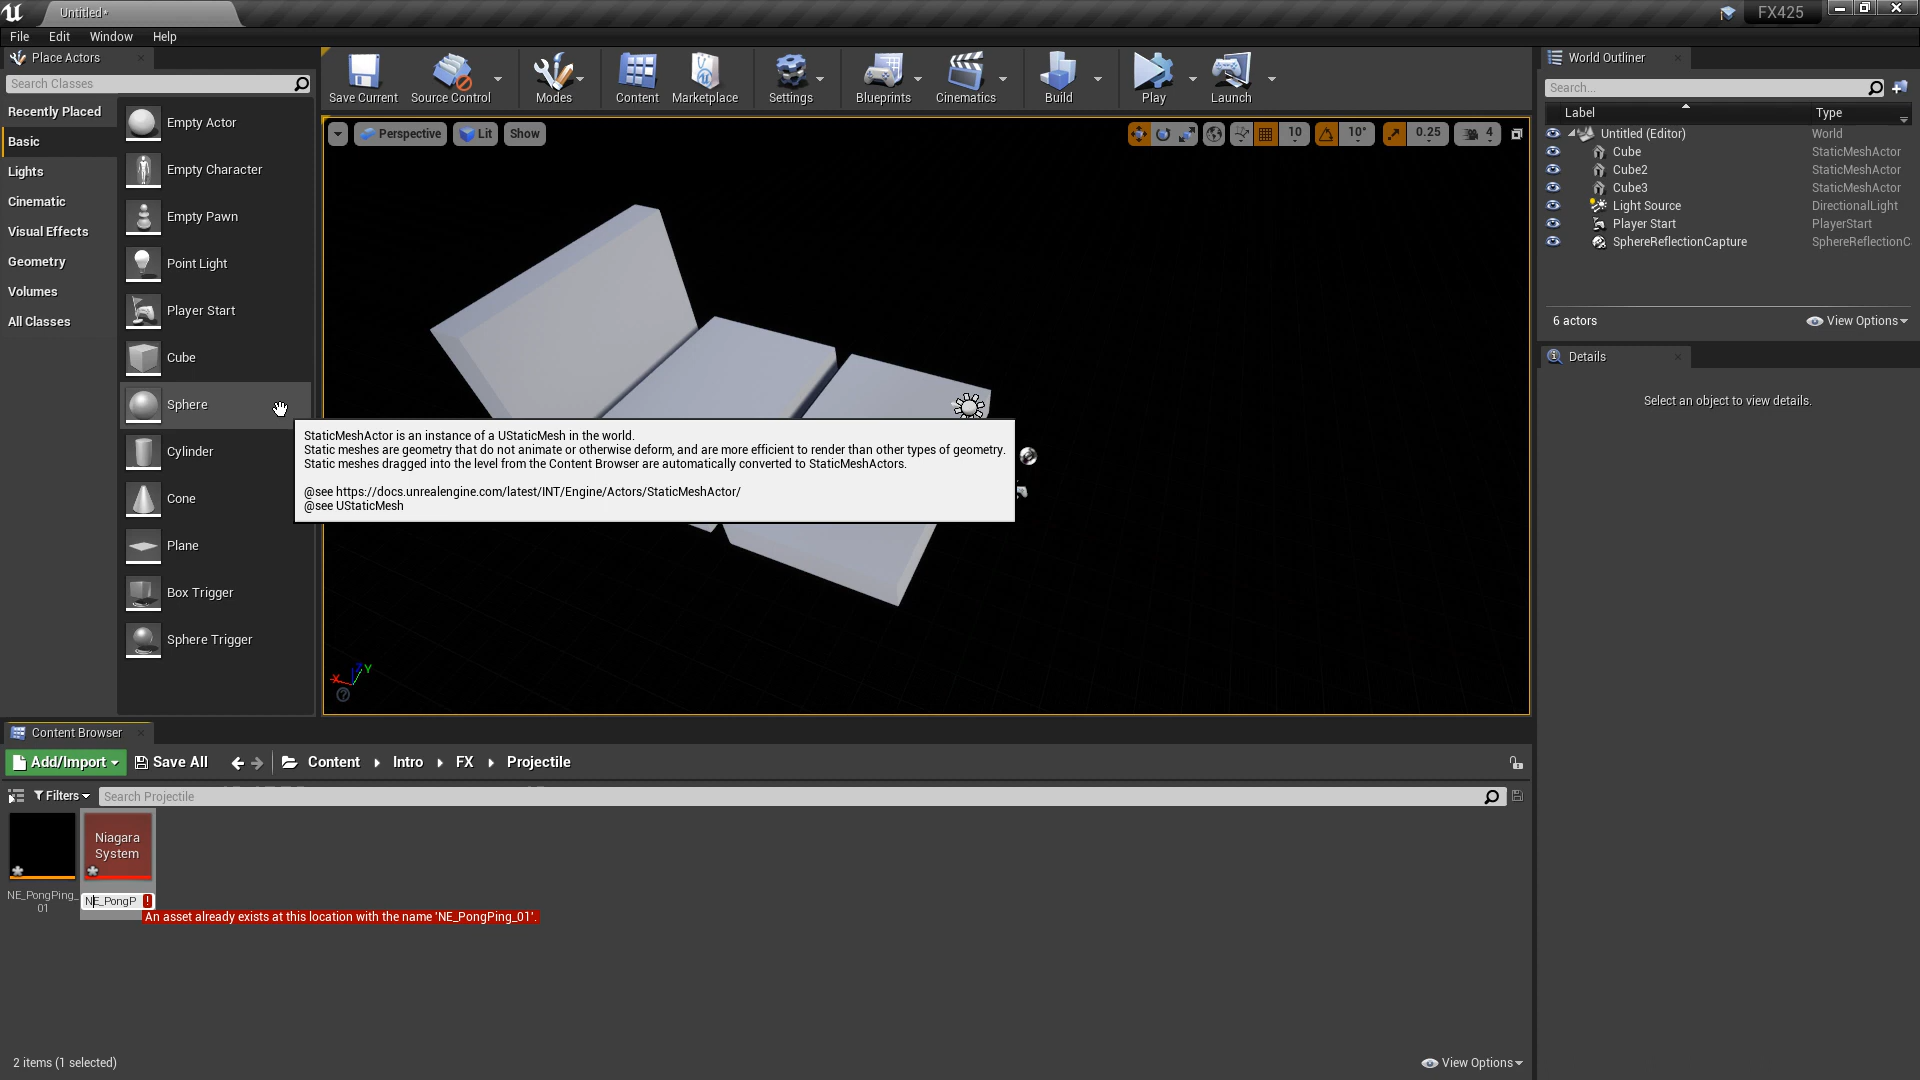 Untitled*
FX425
File Edit Window Help
Place Actors
Search Classes
Recently Placed
Basic
Lights
Cinematic
Visual Effects
Geometry
Volumes
All Classes
Empty Actor
Empty Character
Empty Pawn
Point Light
Player Start
Cube
Sphere
Cylinder
Cone
Plane
Box Trigger
Sphere Trigger
Save Current
Source Control
Modes
Content
Marketplace
Settings
Blueprints
Cinematics
Build
Play
Launch
Perspective
Lit
Show
10
10°
0.25
4
StaticMeshActor is an instance of a UStaticMesh in the world.
Static meshes are geometry that do not animate or otherwise deform, and are more efficient to render than other types of geometry.
Static meshes dragged into the level from the Content Browser are automatically converted to StaticMeshActors.
@see https://docs.unrealengine.com/latest/INT/Engine/Actors/StaticMeshActor/
@see UStaticMesh
X
Z
Y
World Outliner
Search...
Label Type
Untitled (Editor) World
Cube StaticMeshActor
Cube2 StaticMeshActor
Cube3 StaticMeshActor
Light Source DirectionalLight
Player Start PlayerStart
SphereReflectionCapture SphereReflectionC
6 actors
View Options
Details
Select an object to view details.
Content Browser
Add/Import
Save All
Content
Intro
FX
Projectile
Filters
Search Projectile
Niagara
System
NE_PongPing_
01
NE_PongP
!
An asset already exists at this location with the name 'NE_PongPing_01'.
2 items (1 selected)
View Options